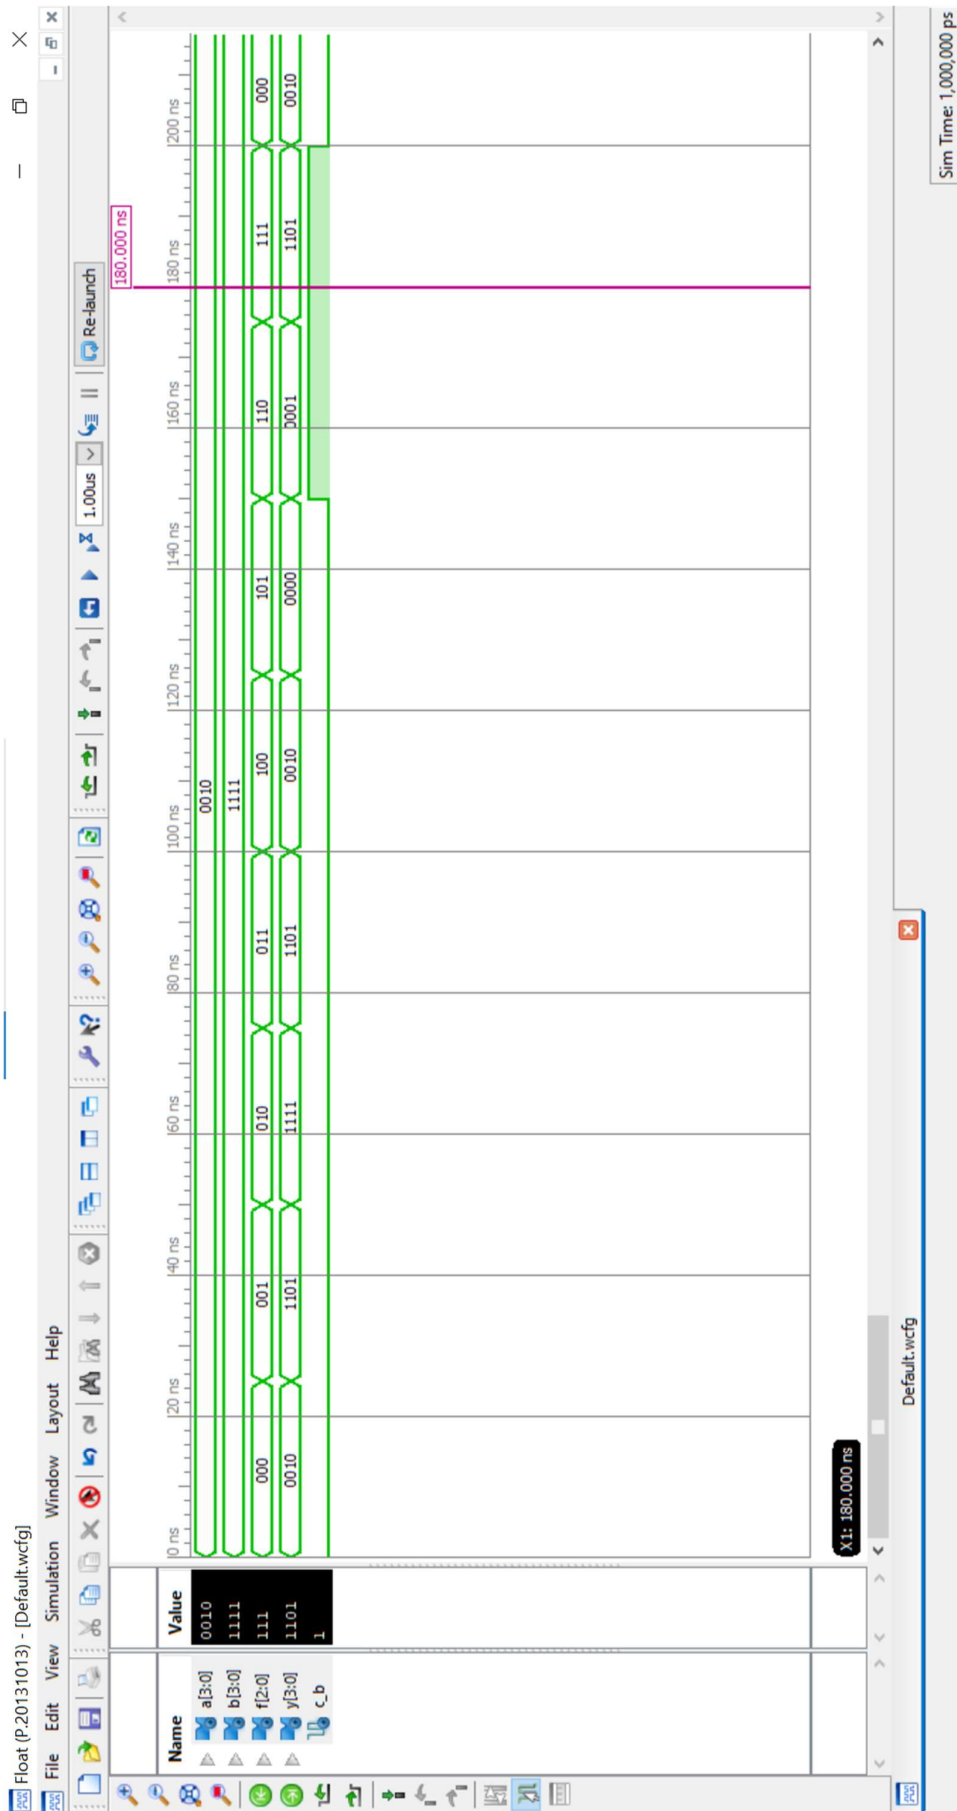 Float (P.20131013) - [Default.wcfg]
File Edit View Simulation Window Layout Help
1.00us
Re-launch
180.000 ns
Name
Value
0 ns
20 ns
40 ns
60 ns
80 ns
100 ns
120 ns
140 ns
160 ns
180 ns
200 ns
a[3:0]
0010
0010
b[3:0]
1111
1111
f[2:0]
111
000
001
010
011
100
101
110
111
000
y[3:0]
1101
0010
1101
1111
1101
0010
0000
0001
1101
0010
c_b
1
X1: 180.000 ns
Default.wcfg
Sim Time: 1,000,000 ps